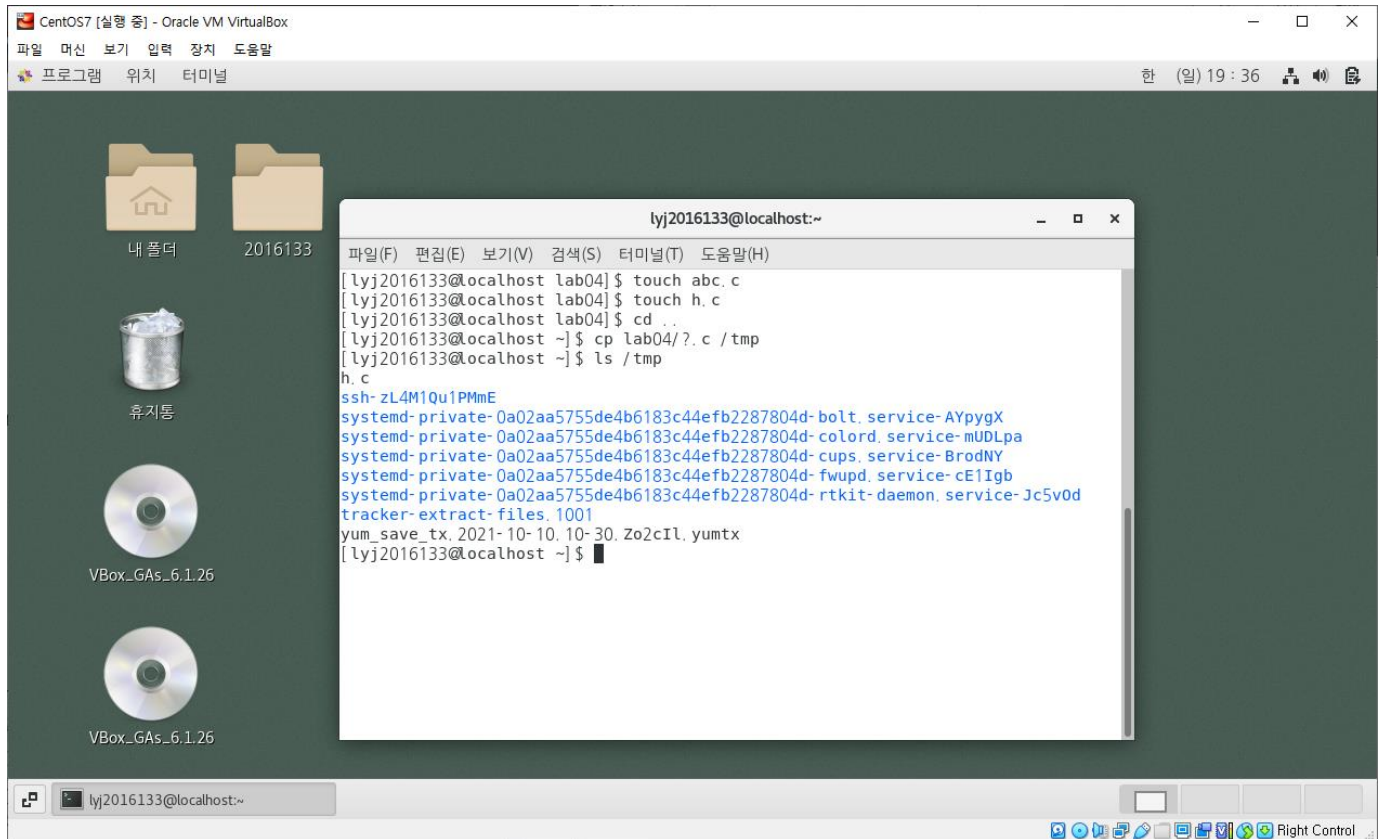 CentOS7 [실행 중] - Oracle VM VirtualBox
파일 머신 보기 입력 장치 도움말
프로그램 위치 터미널 한 (일) 19 : 36
내 폴더
2016133
휴지통
VBox_GAs_6.1.26
VBox_GAs_6.1.26
lyj2016133@localhost:~
파일(F) 편집(E) 보기(V) 검색(S) 터미널(T) 도움말(H)
[lyj2016133@localhost lab04]$ touch abc.c
[lyj2016133@localhost lab04]$ touch h.c
[lyj2016133@localhost lab04]$ cd ..
[lyj2016133@localhost ~]$ cp lab04/?.c /tmp
[lyj2016133@localhost ~]$ ls /tmp
h.c
ssh-zL4M1Qu1PMmE
systemd-private-0a02aa5755de4b6183c44efb2287804d-bolt.service-AYpygX
systemd-private-0a02aa5755de4b6183c44efb2287804d-colord.service-mUDLpa
systemd-private-0a02aa5755de4b6183c44efb2287804d-cups.service-BrodNY
systemd-private-0a02aa5755de4b6183c44efb2287804d-fwupd.service-cE1Igb
systemd-private-0a02aa5755de4b6183c44efb2287804d-rtkit-daemon.service-Jc5vOd
tracker-extract-files.1001
yum_save_tx.2021-10-10.10-30.Zo2cIl.yumtx
[lyj2016133@localhost ~]$
lyj2016133@localhost:~
Right Control